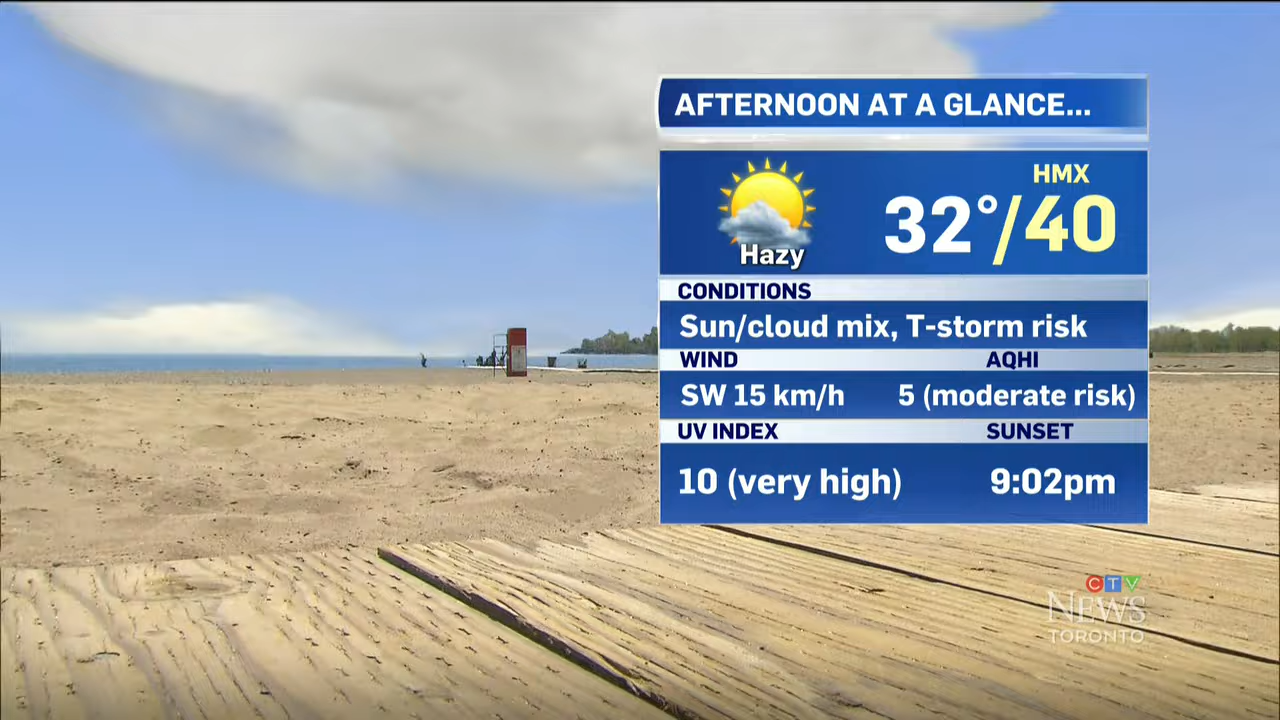 AFTERNOON AT A GLANCE...
HMX
32°/40
Hazy
CONDITIONS
Sun/cloud mix, T-storm risk
WIND AQHI
SW 15 km/h 5 (moderate risk)
UV INDEX SUNSET
10 (very high) 9:02pm
CTV
NEWS
TORONTO